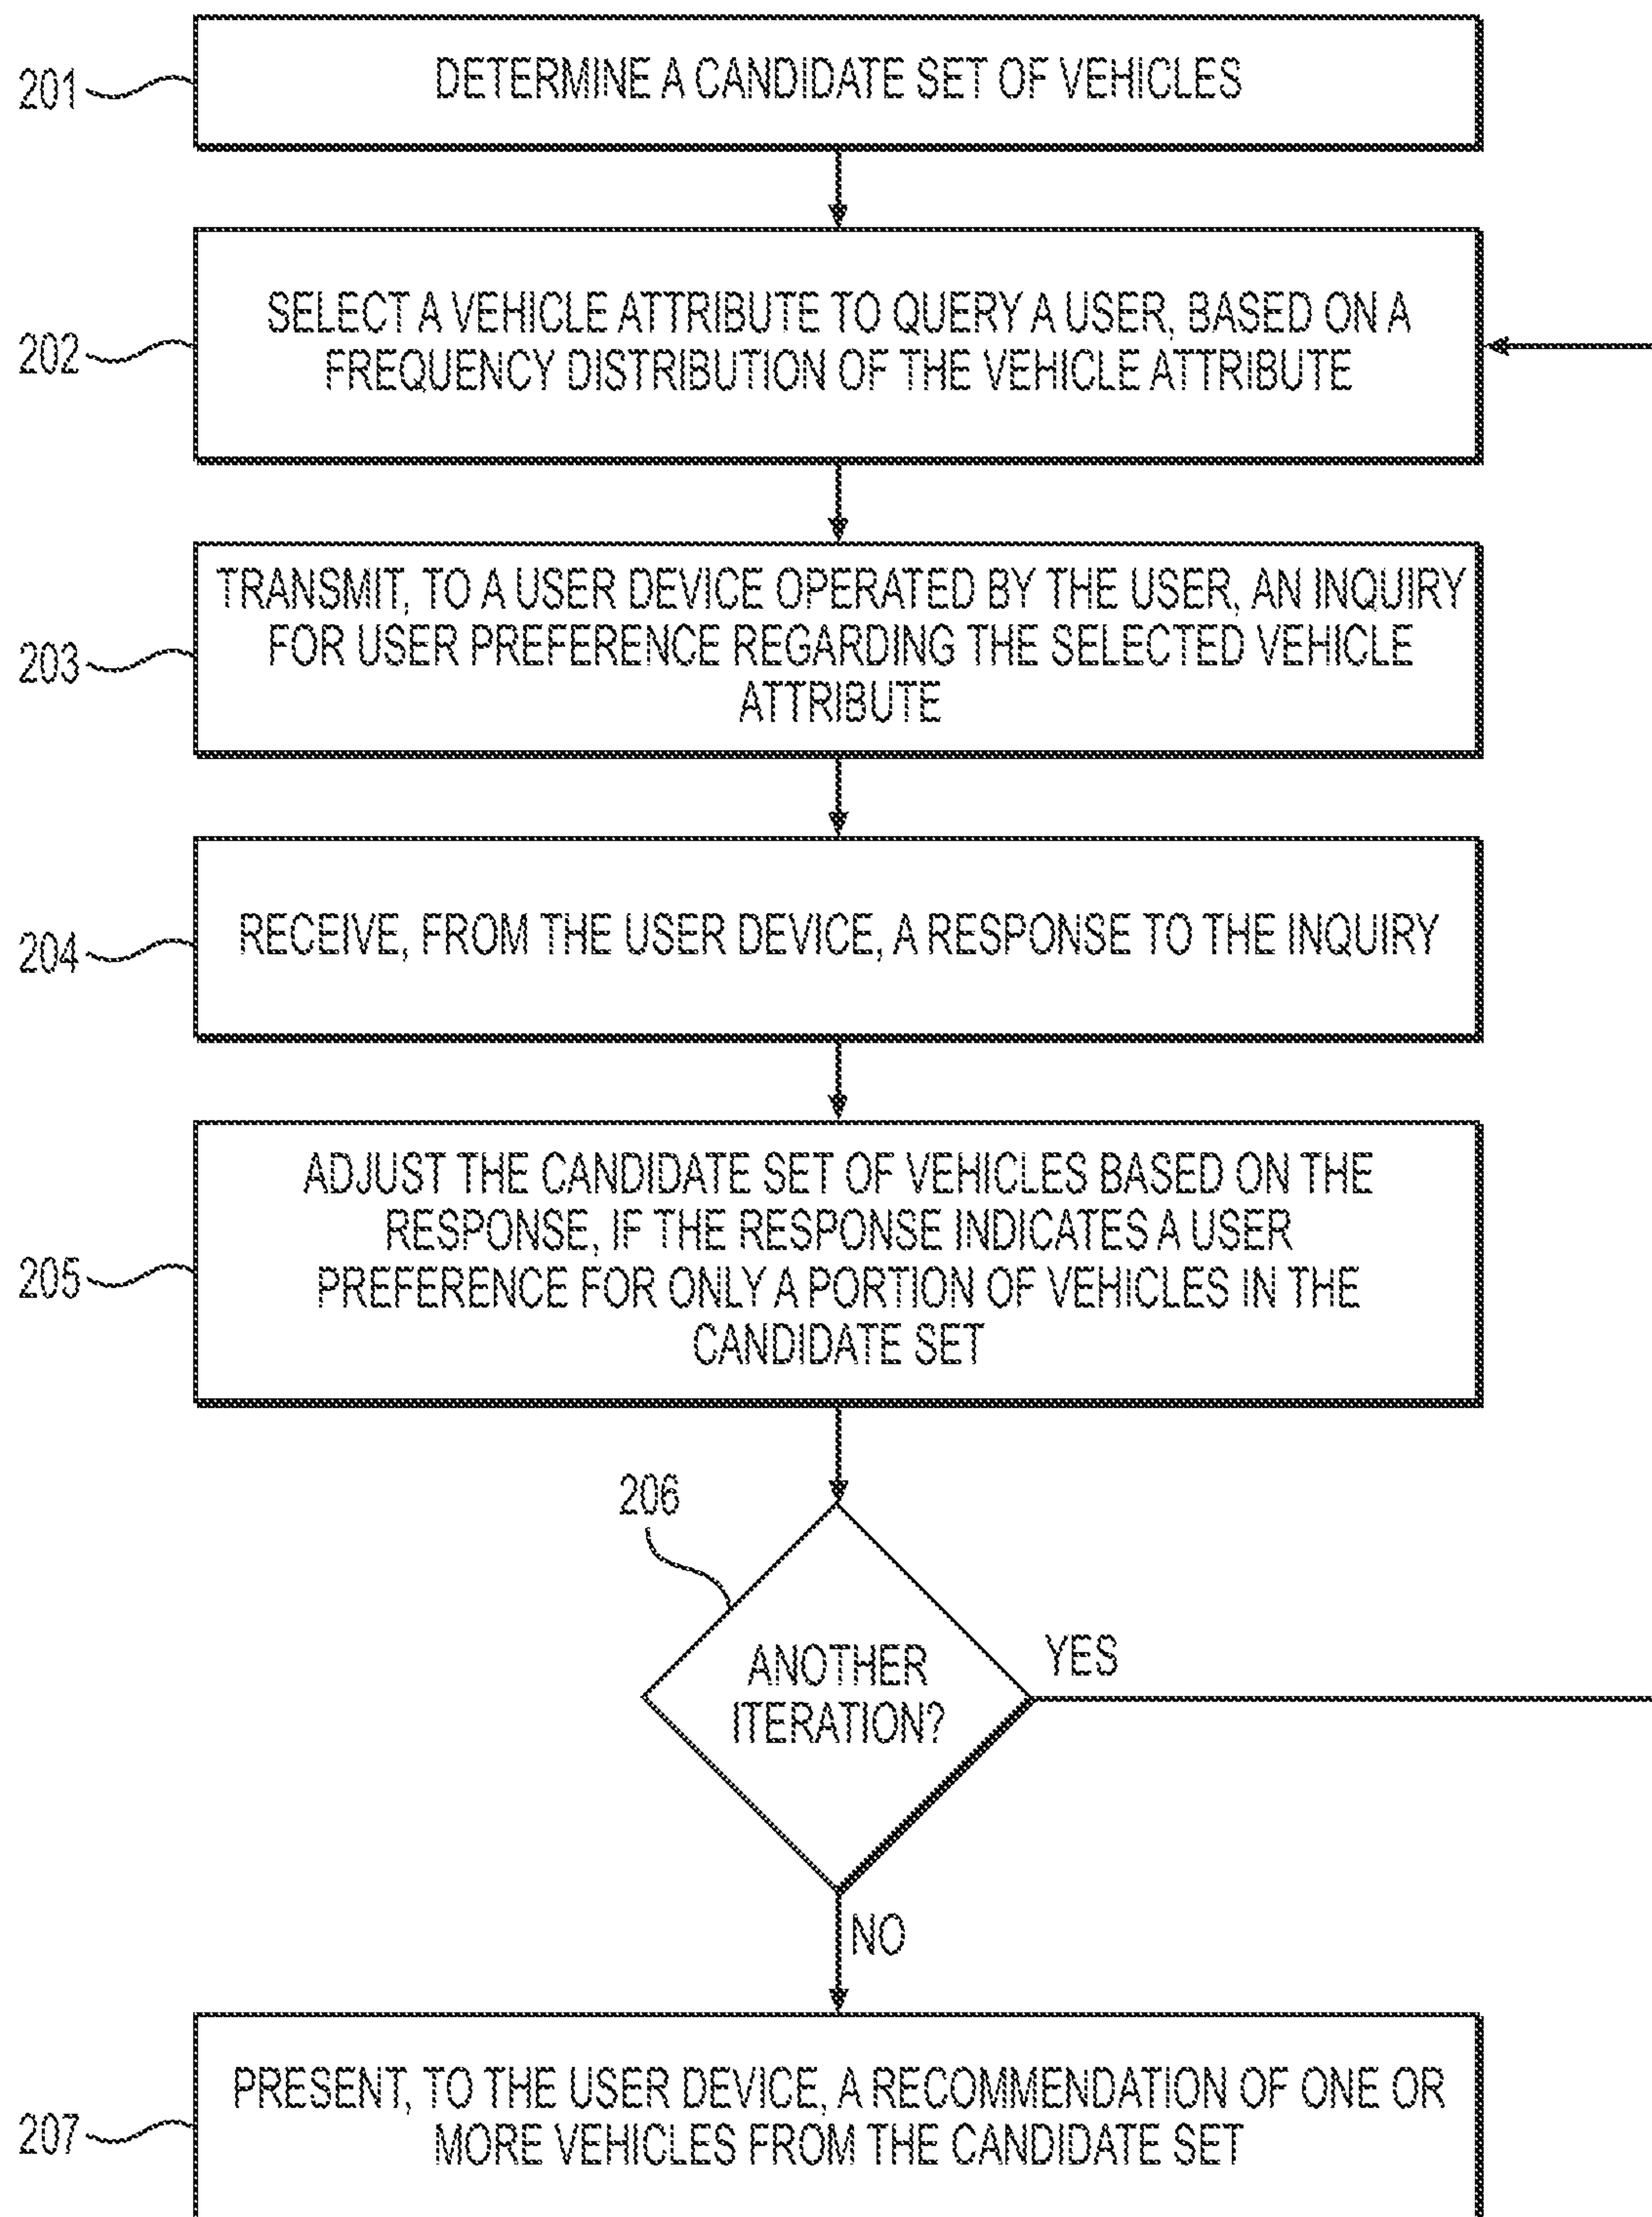 201
DETERMINE A CANDIDATE SET OF VEHICLES
202
SELECT A VEHICLE ATTRIBUTE TO QUERY A USER, BASED ON A
FREQUENCY DISTRIBUTION OF THE VEHICLE ATTRIBUTE
203
TRANSMIT, TO A USER DEVICE OPERATED BY THE USER, AN INQUIRY
FOR USER PREFERENCE REGARDING THE SELECTED VEHICLE
ATTRIBUTE
204
RECEIVE, FROM THE USER DEVICE, A RESPONSE TO THE INQUIRY
205
ADJUST THE CANDIDATE SET OF VEHICLES BASED ON THE
RESPONSE, IF THE RESPONSE INDICATES A USER
PREFERENCE FOR ONLY A PORTION OF VEHICLES IN THE
CANDIDATE SET
206
ANOTHER
ITERATION?
YES
NO
207
PRESENT, TO THE USER DEVICE, A RECOMMENDATION OF ONE OR
MORE VEHICLES FROM THE CANDIDATE SET